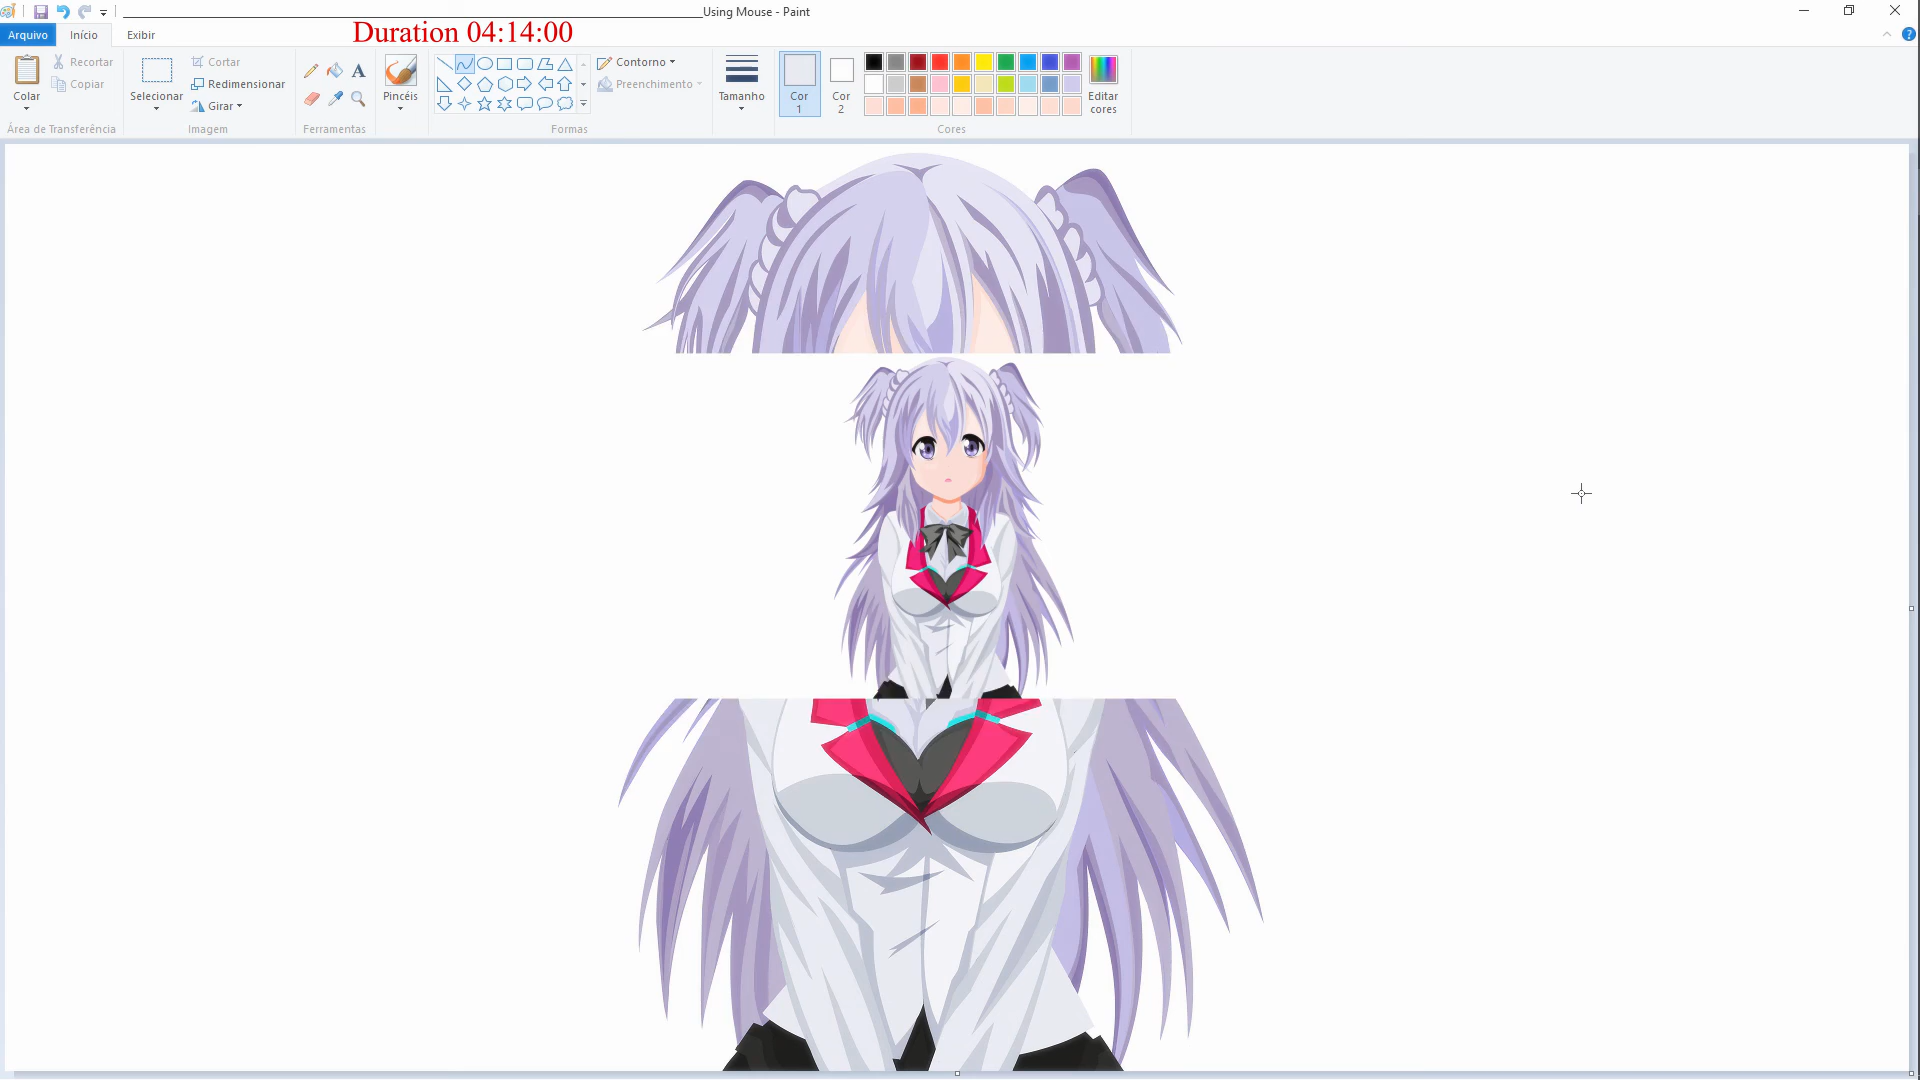 Using Mouse - Paint
Duration 04:14:00
Arquivo Início Exibir
Colar
Recortar
Copiar
Área de Transferência
Selecionar
Cortar
Redimensionar
Girar
Imagem
A
Ferramentas
Pincéis
Formas
Contorno
Preenchimento
Tamanho
Cor
1
Cor
2
Cores
Editar
cores
?